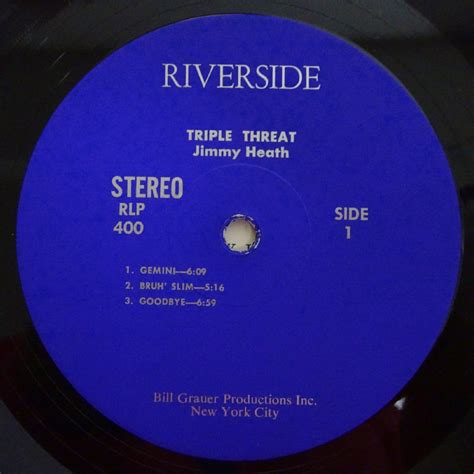 RIVERSIDE
TRIPLE THREAT
Jimmy Heath
STEREO
RLP
400
SIDE
1
1. GEMINI—6:09
2. BRUH' SLIM—5:16
3. GOODBYE—6:59
Bill Grauer Productions Inc.
New York City